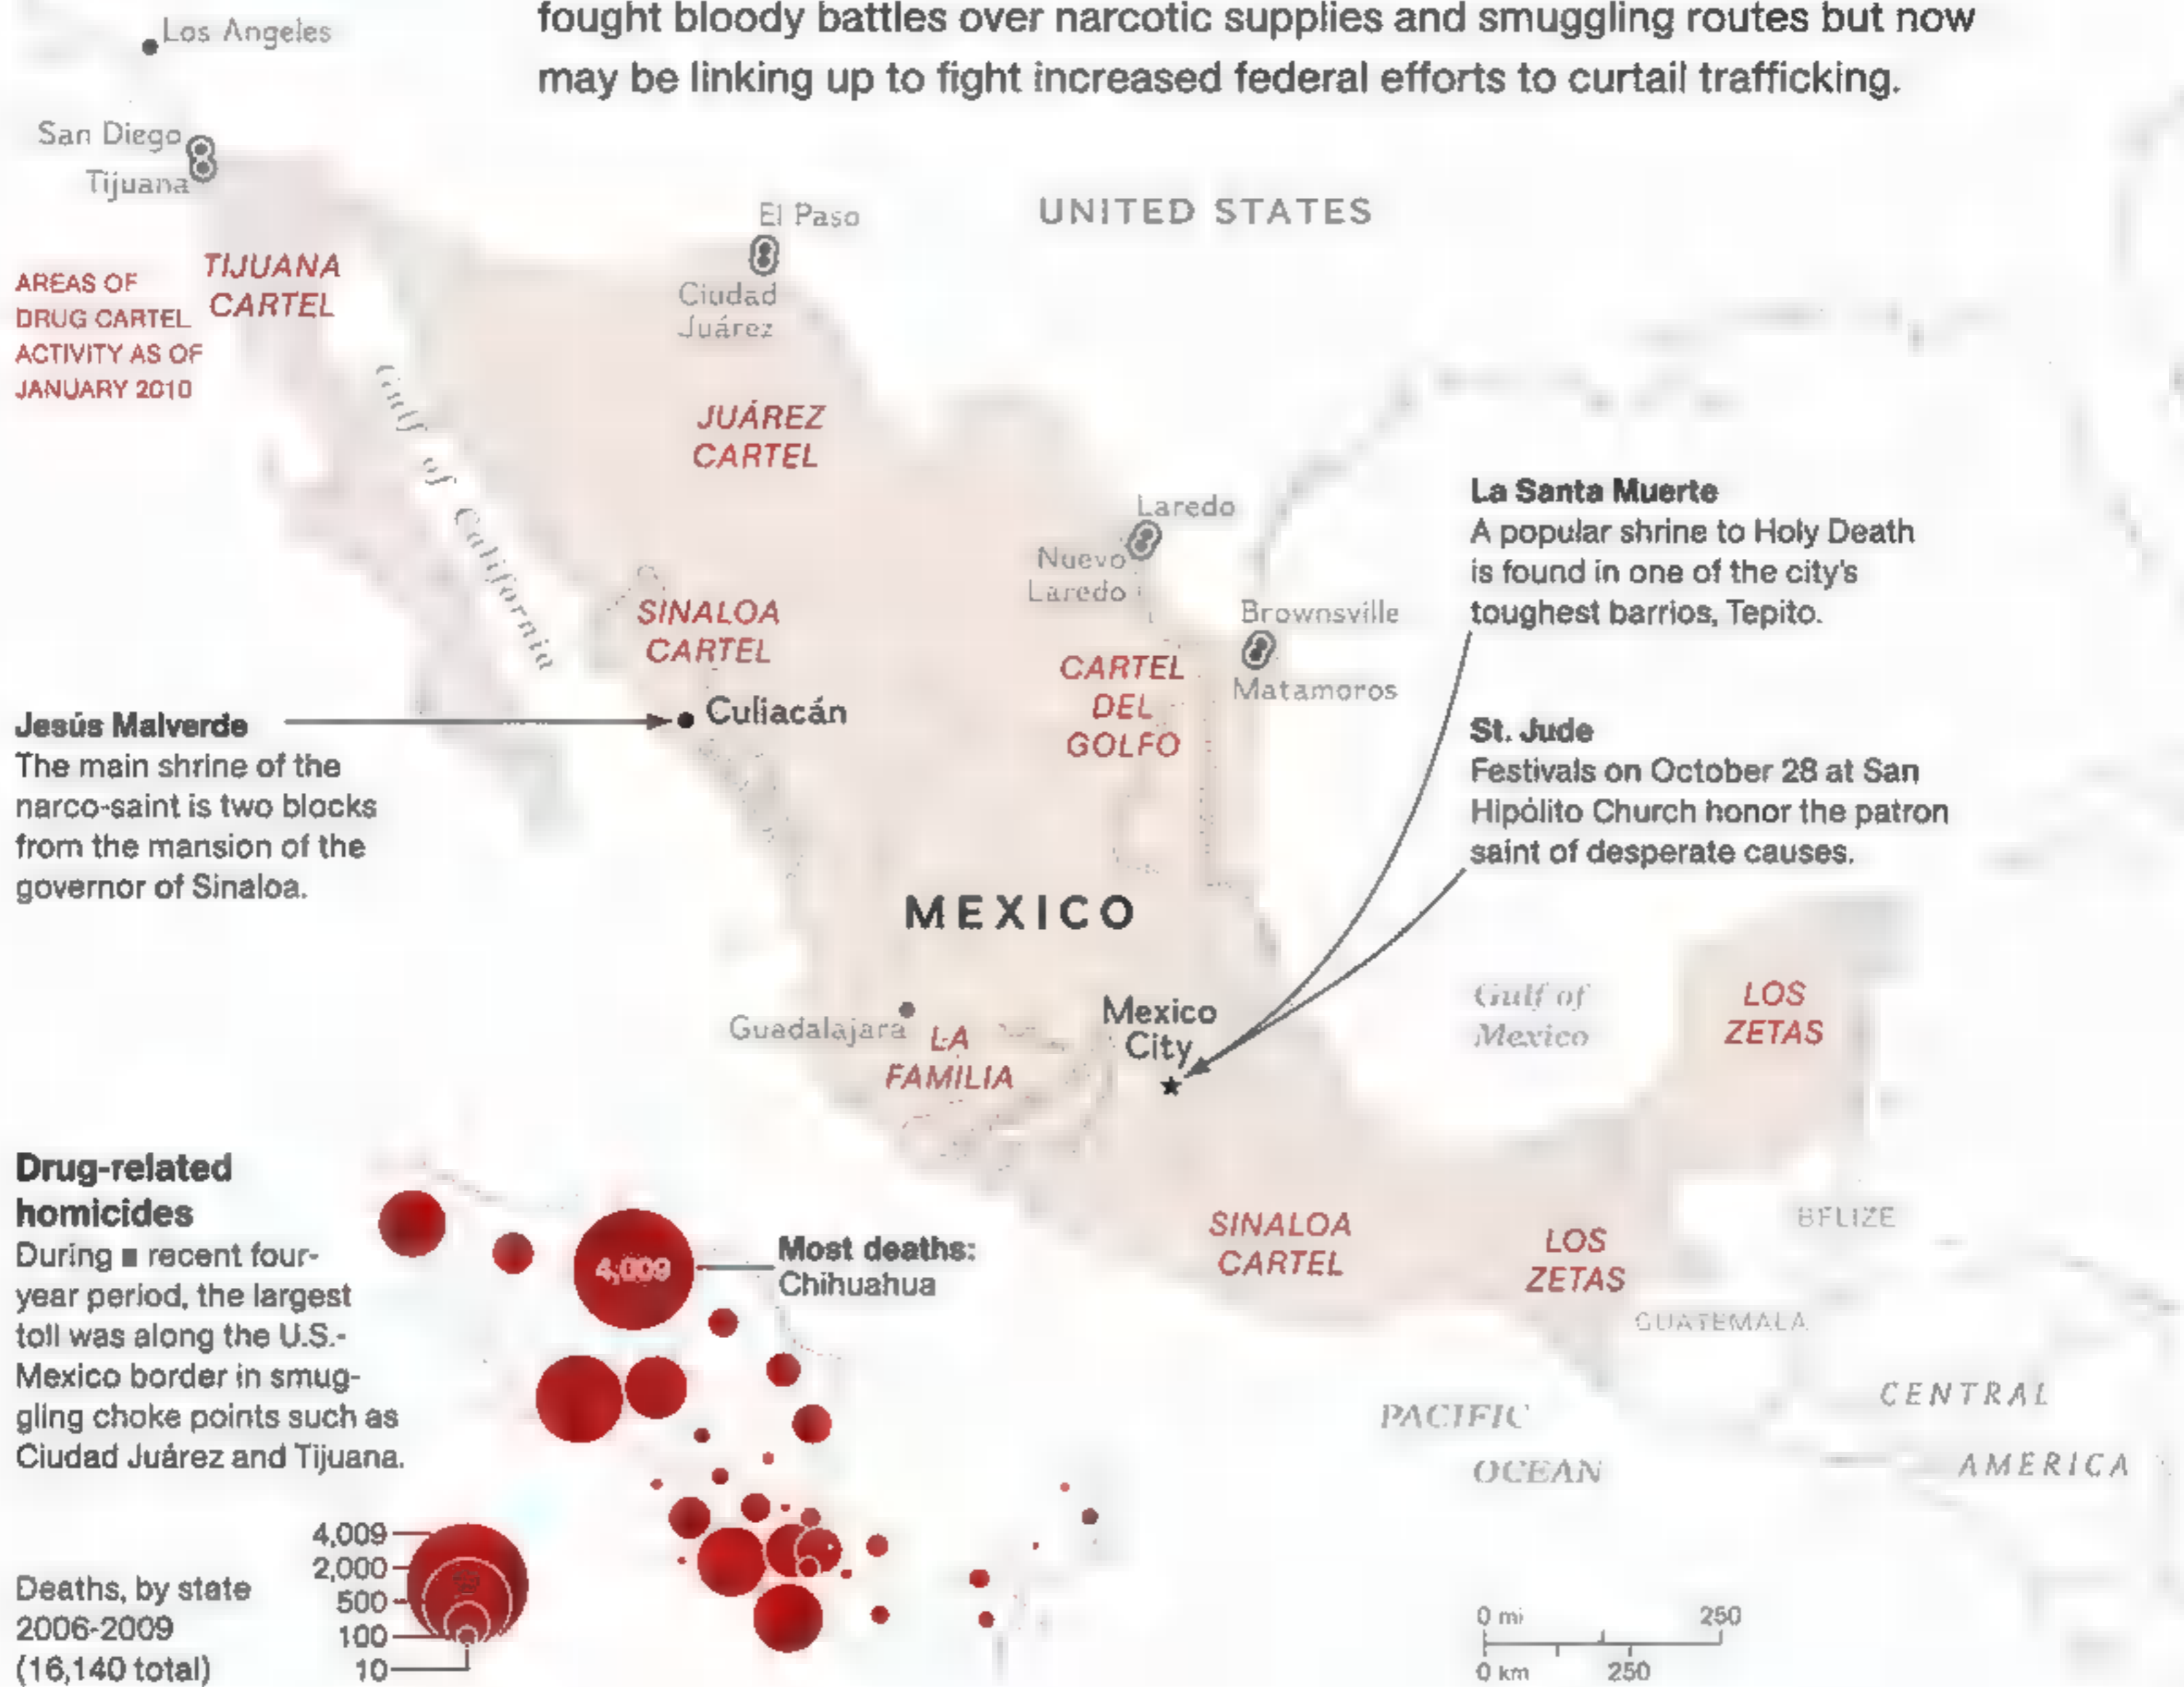 fought bloody battles over narcotic supplies and smuggling routes but now
may be linking up to fight increased federal efforts to curtail trafficking.
Los Angeles
San Diego
Tijuana
El Paso
UNITED STATES
Ciudad
Juárez
AREAS OF
DRUG CARTEL
ACTIVITY AS OF
JANUARY 2010
TIJUANA
CARTEL
Gulf of California
JUÁREZ
CARTEL
Laredo
Nuevo
Laredo
La Santa Muerte
A popular shrine to Holy Death
is found in one of the city's
toughest barrios, Tepito.
SINALOA
CARTEL
Brownsville
Matamoros
CARTEL
DEL
GOLFO
Culiacán
Jesús Malverde
The main shrine of the
narco-saint is two blocks
from the mansion of the
governor of Sinaloa.
St. Jude
Festivals on October 28 at San
Hipólito Church honor the patron
saint of desperate causes.
MEXICO
Guadalajara
LA
FAMILIA
Mexico
City
Gulf of
Mexico
LOS
ZETAS
SINALOA
CARTEL
LOS
ZETAS
BELIZE
GUATEMALA
CENTRAL
AMERICA
PACIFIC
OCEAN
Drug-related
homicides
During a recent four-
year period, the largest
toll was along the U.S.-
Mexico border in smug-
gling choke points such as
Ciudad Juárez and Tijuana.
4,009
Most deaths:
Chihuahua
Deaths, by state
2006-2009
(16,140 total)
4,009
2,000
500
100
10
0 mi 250
0 km 250